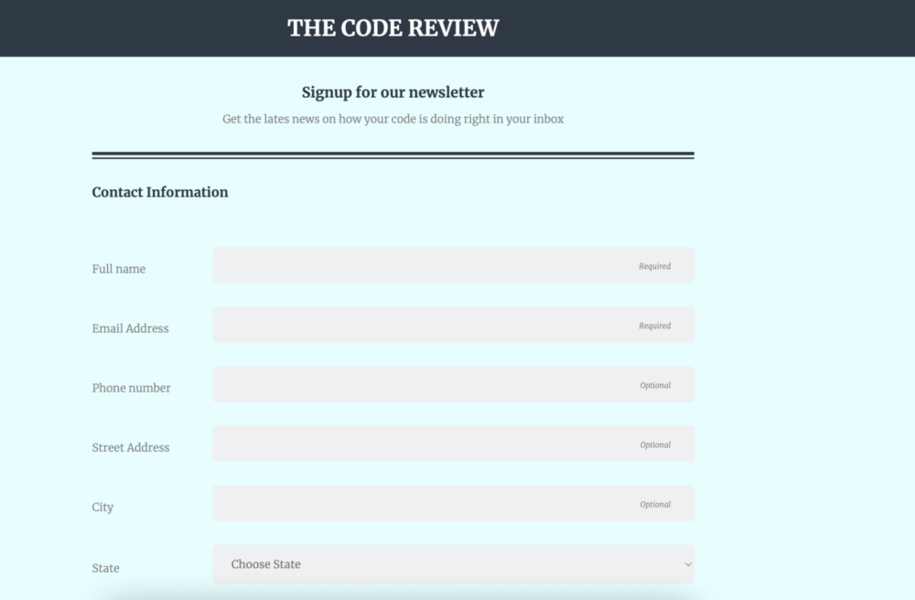 THE CODE REVIEW
Signup for our newsletter
Get the lates news on how your code is doing right in your inbox
Contact Information
Full name Required
Email Address Required
Phone number Optional
Street Address Optional
City Optional
State Choose State